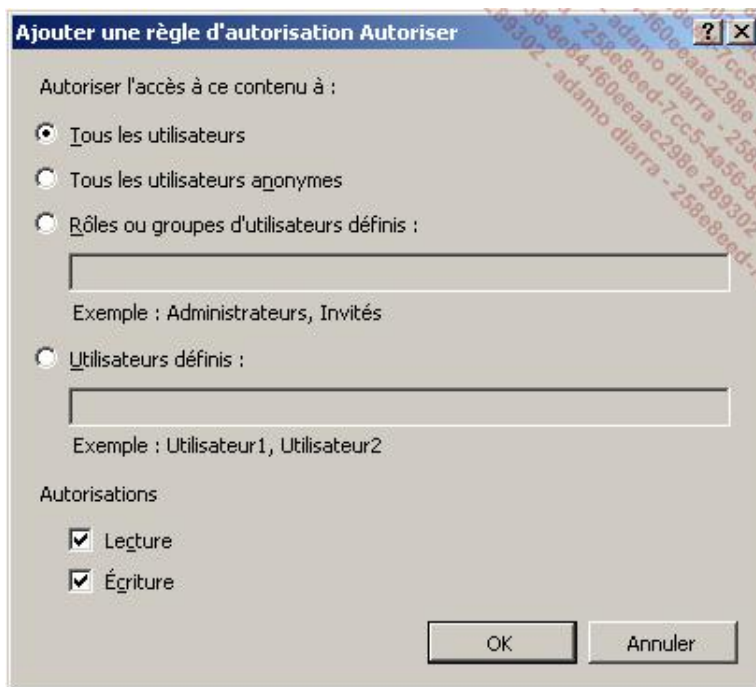 Ajouter une règle d'autorisation Autoriser
Autoriser l'accès à ce contenu à :
Tous les utilisateurs
Tous les utilisateurs anonymes
Rôles ou groupes d'utilisateurs définis :
Exemple : Administrateurs, Invités
Utilisateurs définis :
Exemple : Utilisateur1, Utilisateur2
Autorisations
Lecture
Écriture
OK
Annuler